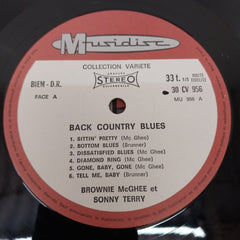 Musidisc
COLLECTION VARIETE
BIEM - D.R.
STEREO
33 t. 1/3
FACE A
30 CV 956
MU 956 A
BACK COUNTRY BLUES
1. SITTIN' PRETTY (Mc Ghee)
2. BOTTOM BLUES (Brunner)
3. DISSATISFIED BLUES (Mc Ghee)
4. DIAMOND RING (Mc Ghee)
5. GONE, BABY, GONE (Mc Ghee)
6. TELL ME, BABY (Brunner)
BROWNIE McGHEE et
SONNY TERRY